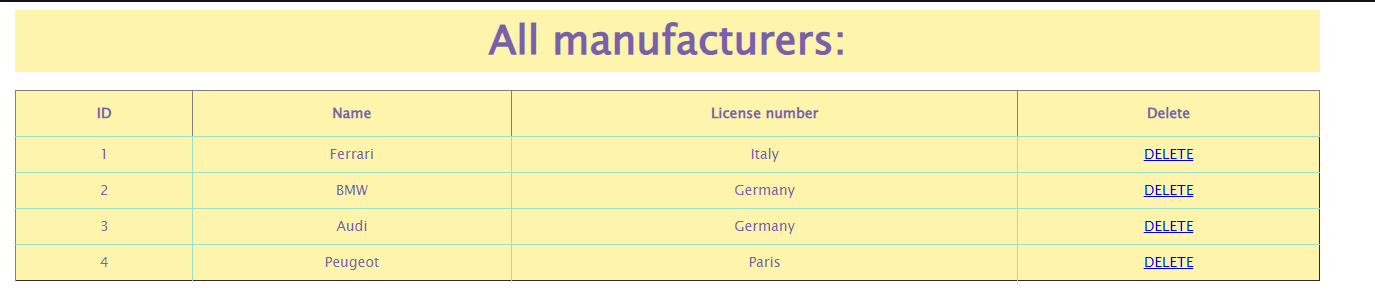 All manufacturers:
ID Name License number Delete
1 Ferrari Italy DELETE
2 BMW Germany DELETE
3 Audi Germany DELETE
4 Peugeot Paris DELETE